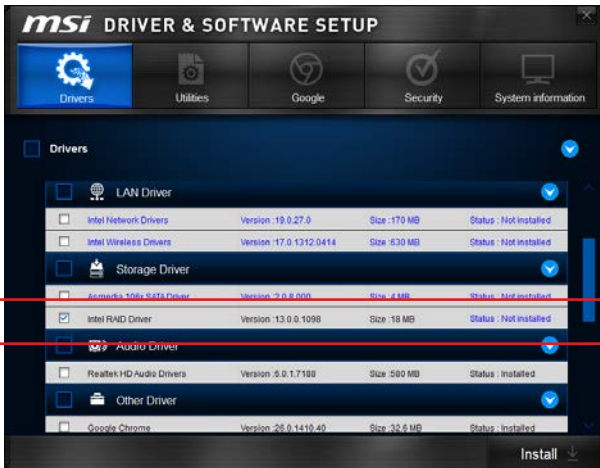 msi DRIVER & SOFTWARE SETUP
Drivers Utilities Google Security System information
Drivers
LAN Driver
Intel Network Drivers Version :19.0.27.0 Size :170 MB Status : Not installed
Intel Wireless Drivers Version :17.0.1312.0414 Size :630 MB Status : Not installed
Storage Driver
Asmedia 106x SATA Driver Version :2.0.8.000 Size :4 MB Status : Not installed
Intel RAID Driver Version :13.0.0.1098 Size :18 MB Status : Not installed
Audio Driver
Realtek HD Audio Drivers Version :6.0.1.7188 Size :580 MB Status : Installed
Other Driver
Google Chrome Version :26.0.1410.40 Size :32.6 MB Status : Installed
Install